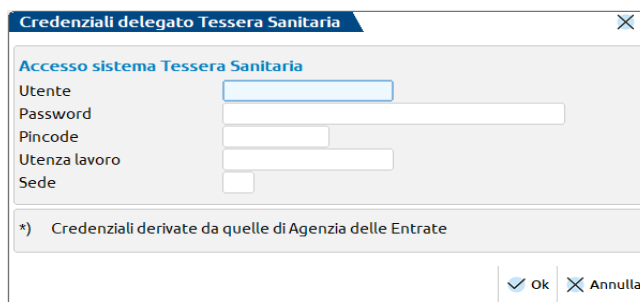 Credenziali delegato Tessera Sanitaria
Accesso sistema Tessera Sanitaria
Utente
Password
Pincode
Utenza lavoro
Sede
*) Credenziali derivate da quelle di Agenzia delle Entrate
Ok Annulla